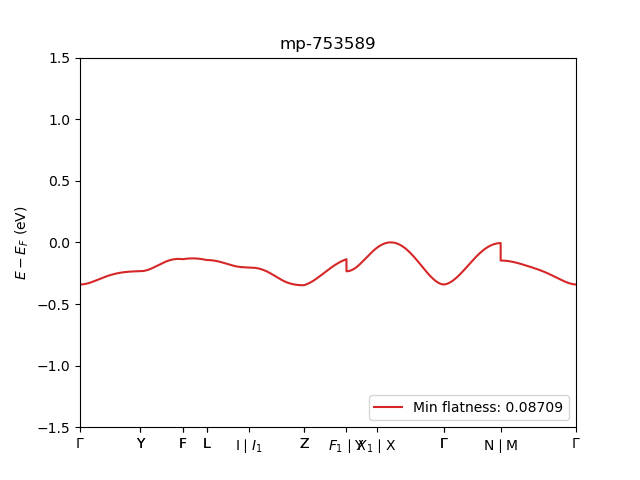 mp-753589
E − E_F (eV)
1.5
1.0
0.5
0.0
−0.5
−1.0
−1.5
Γ Y F L I | I₁ Z F₁ | Y X₁ | X Γ N | M Γ
Min flatness: 0.08709